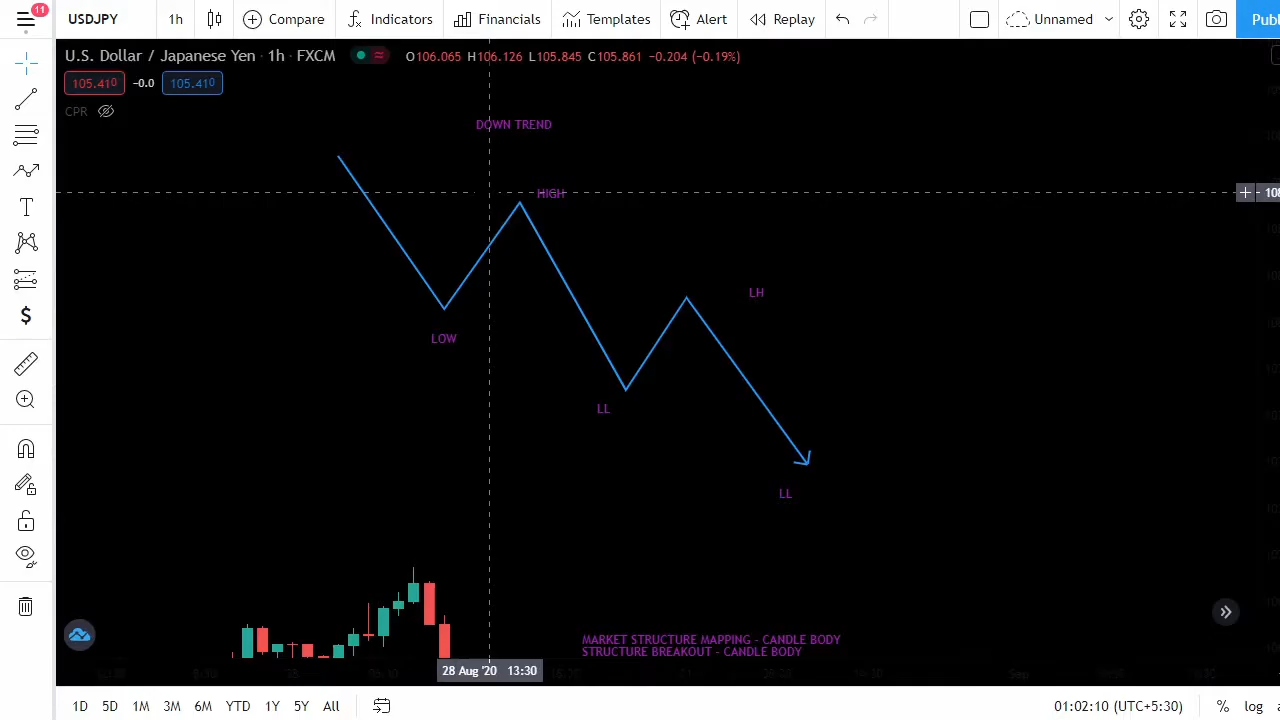 11
USDJPY
1h
Compare
Indicators
Financials
Templates
Alert
Replay
Unnamed
Publ
U.S. Dollar / Japanese Yen · 1h · FXCM
O106.065 H106.126 L105.845 C105.861 −0.204 (−0.19%)
105.410
-0.0
105.410
CPR
DOWN TREND
HIGH
LOW
LH
LL
LL
MARKET STRUCTURE MAPPING - CANDLE BODY
STRUCTURE BREAKOUT - CANDLE BODY
28 Aug '20 13:30
Sep
1D 5D 1M 3M 6M YTD 1Y 5Y All
01:02:10 (UTC+5:30)
% log